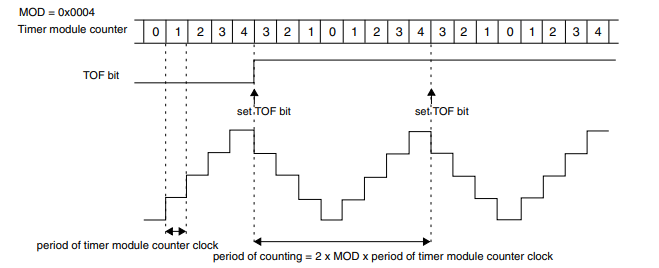 MOD = 0x0004
Timer module counter 0 1 2 3 4 3 2 1 0 1 2 3 4 3 2 1 0 1 2 3 4
TOF bit
set TOF bit set TOF bit
period of timer module counter clock
period of counting = 2 x MOD x period of timer module counter clock